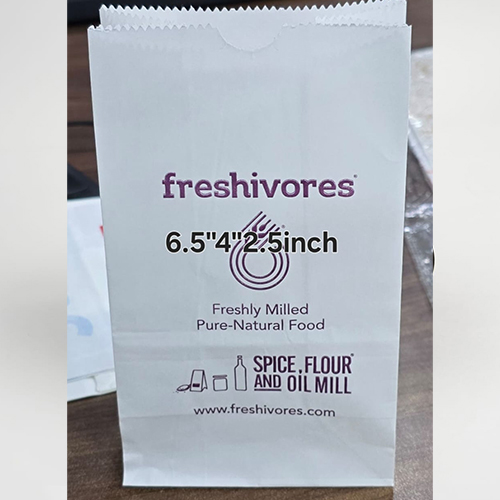 freshivores®
6.5"4"2.5inch
Freshly Milled
Pure-Natural Food
SPICE, FLOUR
AND OIL MILL
www.freshivores.com